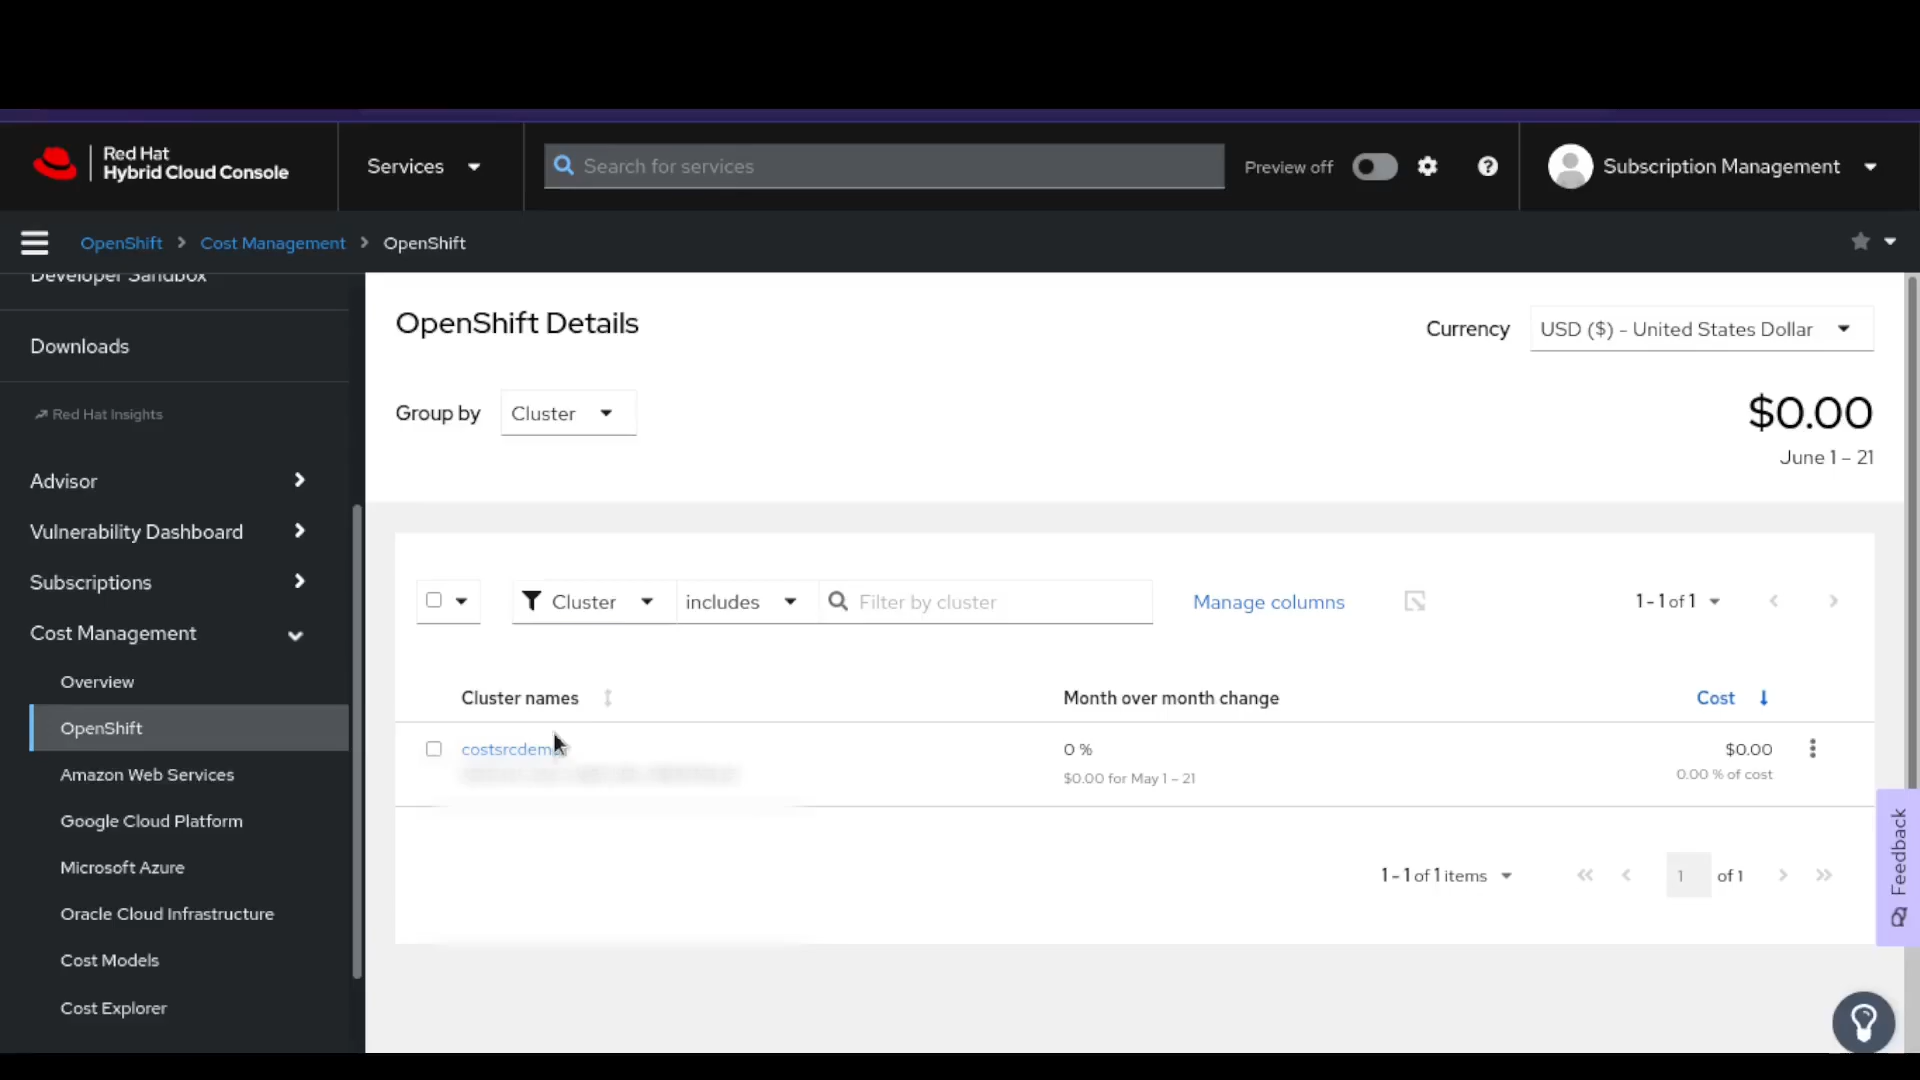 Red Hat
Hybrid Cloud Console
Services
Search for services
Preview off
Subscription Management
OpenShift > Cost Management > OpenShift
Developer Sandbox
Downloads
Red Hat Insights
Advisor
Vulnerability Dashboard
Subscriptions
Cost Management
Overview
OpenShift
Amazon Web Services
Google Cloud Platform
Microsoft Azure
Oracle Cloud Infrastructure
Cost Models
Cost Explorer
OpenShift Details
Currency USD ($) - United States Dollar
Group by Cluster
$0.00
June 1 – 21
Cluster includes Filter by cluster Manage columns 1 - 1 of 1
Cluster names Month over month change Cost
0 % $0.00
$0.00 for May 1 – 21 0.00 % of cost
1 - 1 of 1 items 1 of 1
Feedback